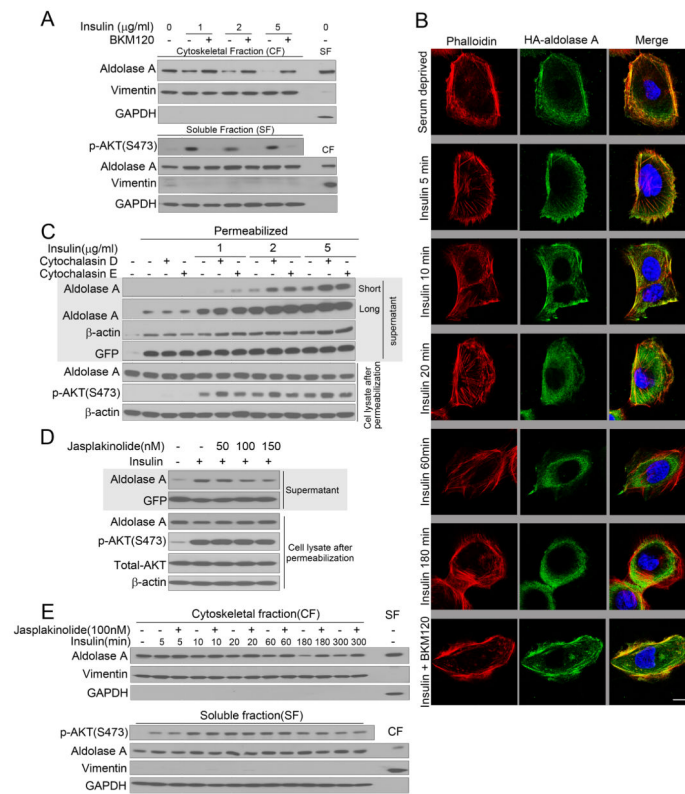 A
Insulin (μg/ml) 0 1 2 5 0
BKM120 - - + - + - +
Cytoskeletal Fraction (CF) SF
Aldolase A
Vimentin
GAPDH
Soluble Fraction (SF)
p-AKT(S473) CF
Aldolase A
Vimentin
GAPDH
B
Phalloidin HA-aldolase A Merge
Serum deprived
Insulin 5 min
Insulin 10 min
Insulin 20 min
Insulin 60min
Insulin 180 min
Insulin + BKM120
C
Permeabilized
Insulin(μg/ml) 1 2 5
Cytochalasin D - - + - - + - - + - - + -
Cytochalasin E - - - + - - + - - + - - +
Aldolase A Short
Aldolase A Long
β-actin
GFP
supernatant
Aldolase A
p-AKT(S473)
β-actin
Cell lysate after
permeabilization
D
Jasplakinolide(nM) - - 50 100 150
Insulin - + + + +
Aldolase A
GFP
Supernatant
Aldolase A
p-AKT(S473)
Total-AKT
β-actin
Cell lysate after
permeabilization
E
Cytoskeletal fraction(CF) SF
Jasplakinolide(100nM) - - + - + - + - + - + - + -
Insulin(min) - 5 5 10 10 20 20 60 60 180 180 300 300 -
Aldolase A
Vimentin
GAPDH
Soluble fraction(SF)
p-AKT(S473) CF
Aldolase A
Vimentin
GAPDH